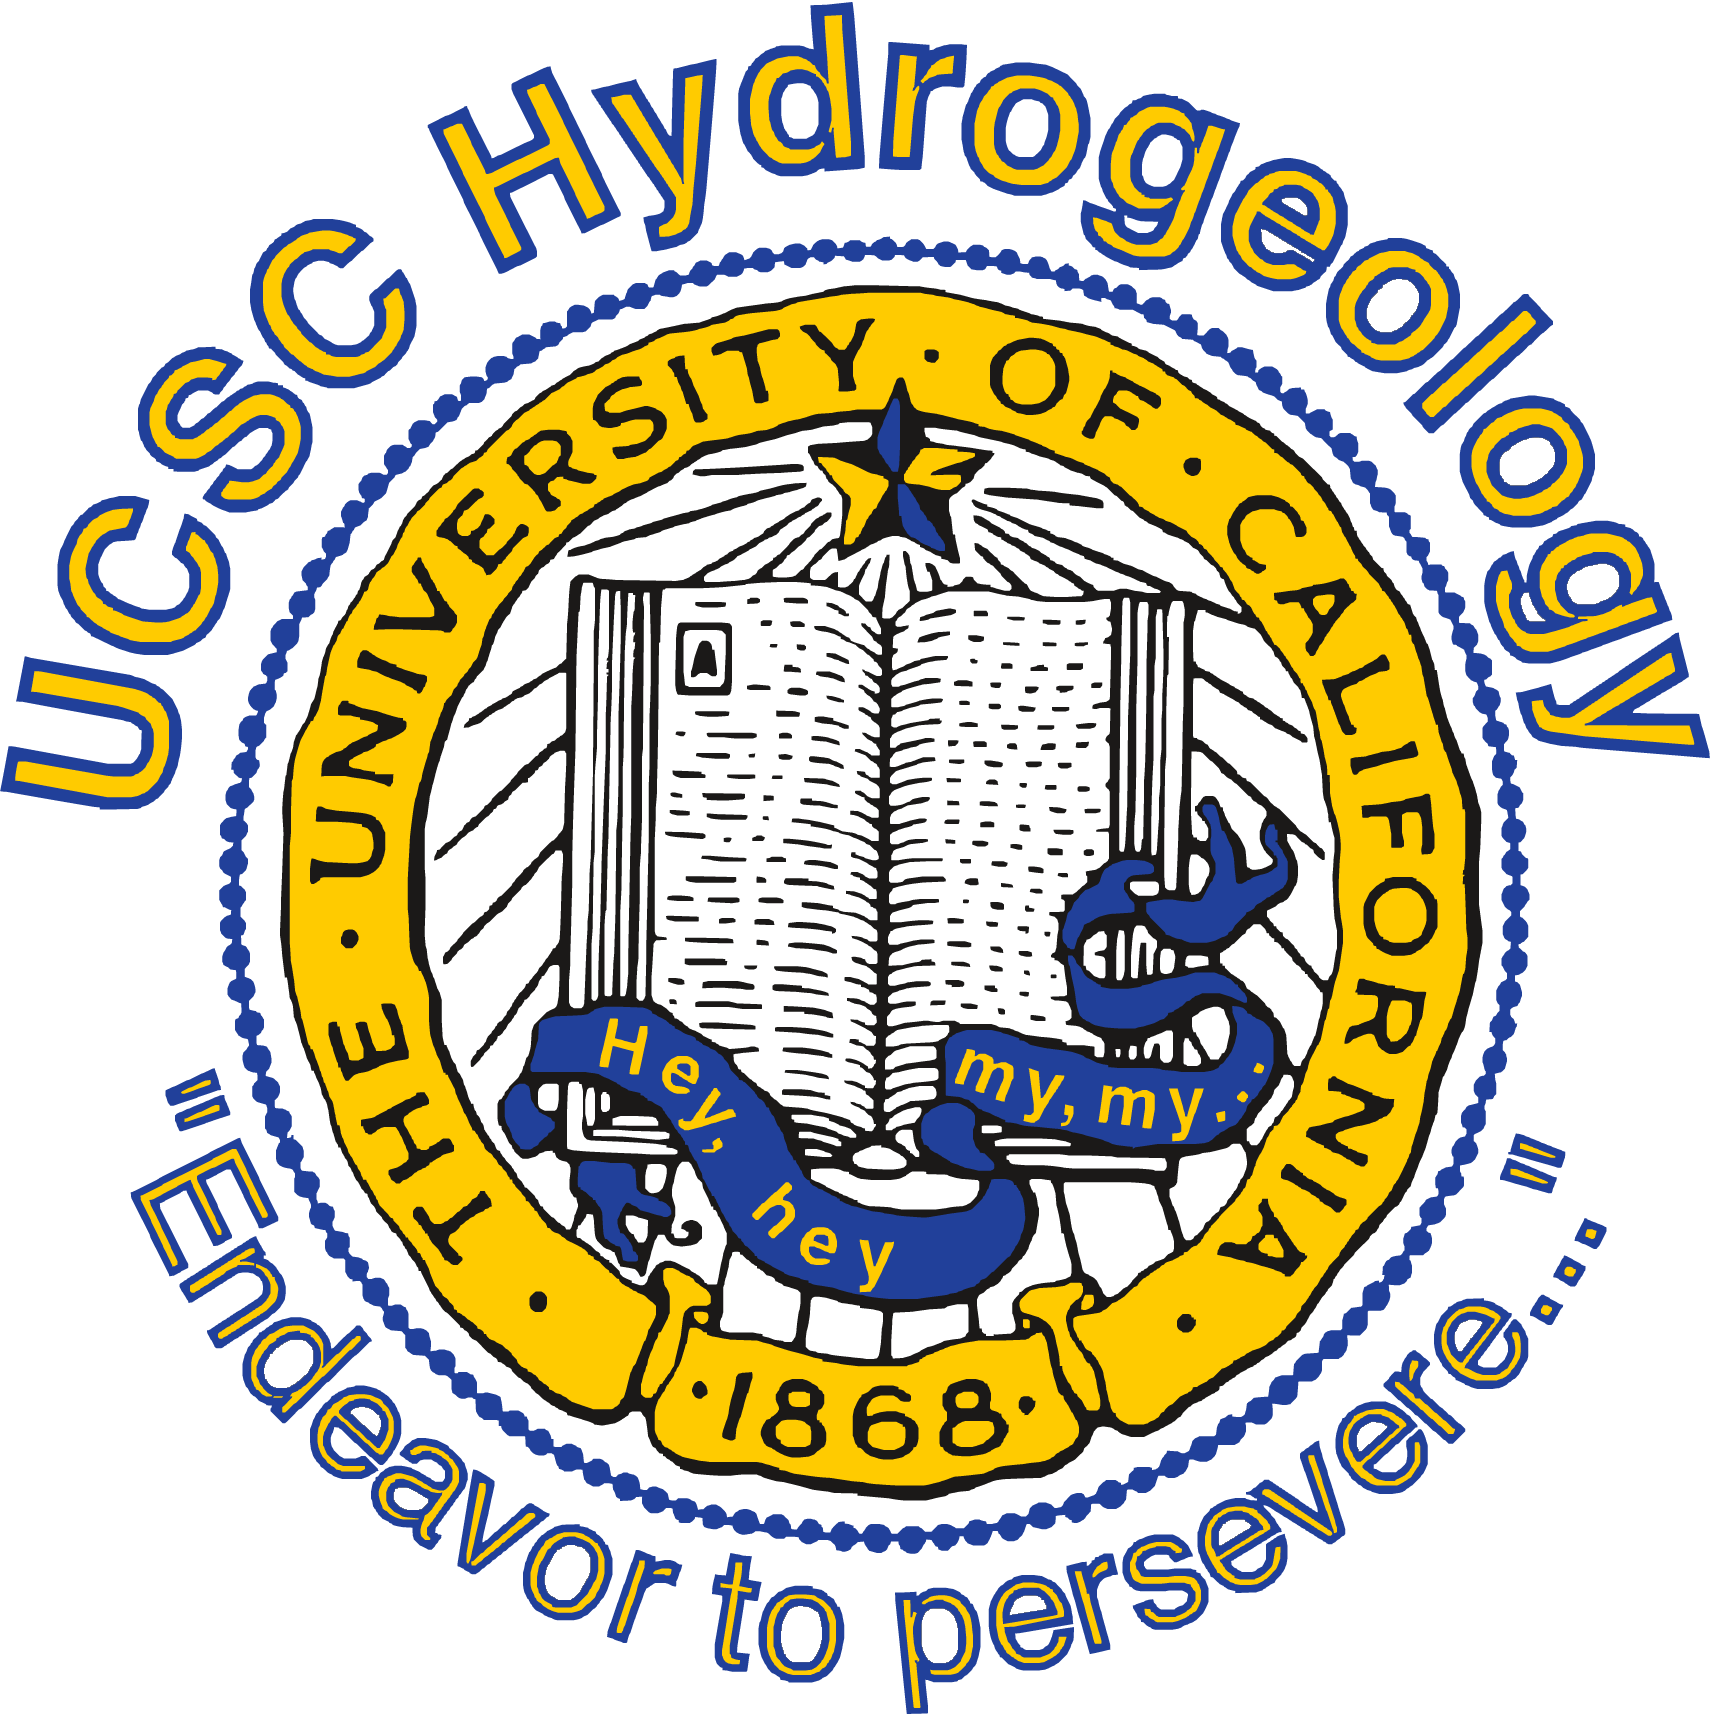 UCSC Hydrogeology
· THE · UNIVERSITY · OF · CALIFORNIA ·
A
Hey, hey
my, my...
· 1868 ·
"Endeavor to persevere..."